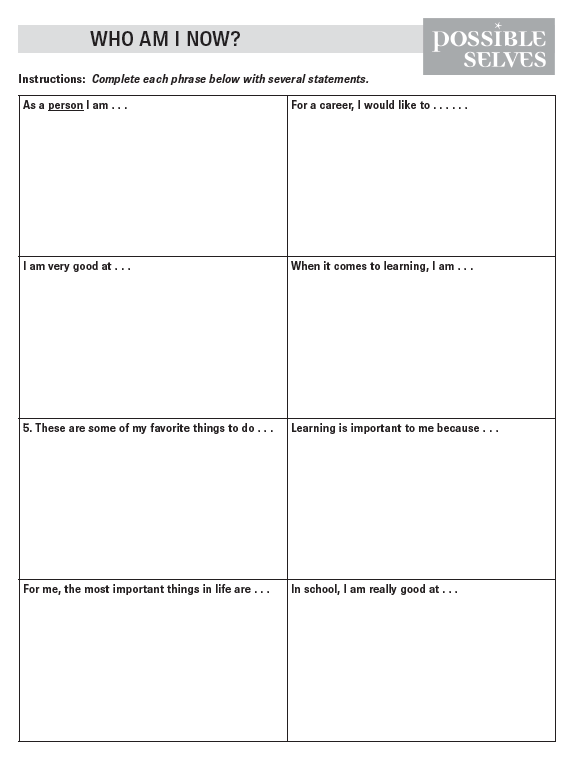 WHO AM I NOW?
POSSIBLE
SELVES
Instructions: Complete each phrase below with several statements.
As a person I am . . .
For a career, I would like to . . . . . .
I am very good at . . .
When it comes to learning, I am . . .
5. These are some of my favorite things to do . . .
Learning is important to me because . . .
For me, the most important things in life are . . .
In school, I am really good at . . .